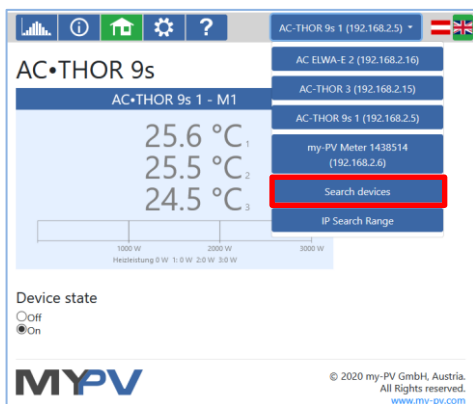 AC-THOR 9s 1 (192.168.2.5)
AC•THOR 9s
AC ELWA-E 2 (192.168.2.16)
AC-THOR 3 (192.168.2.15)
AC-THOR 9s 1 (192.168.2.5)
my-PV Meter 1438514
(192.168.2.6)
Search devices
IP Search Range
AC•THOR 9s 1 - M1
25.6 °C 1
25.5 °C 2
24.5 °C 3
1000 W 2000 W 3000 W
Heizleistung 0 W 1: 0 W 2:0 W 3:0 W
Device state
Off
On
MYPV
© 2020 my-PV GmbH, Austria.
All Rights reserved.
www.my-pv.com